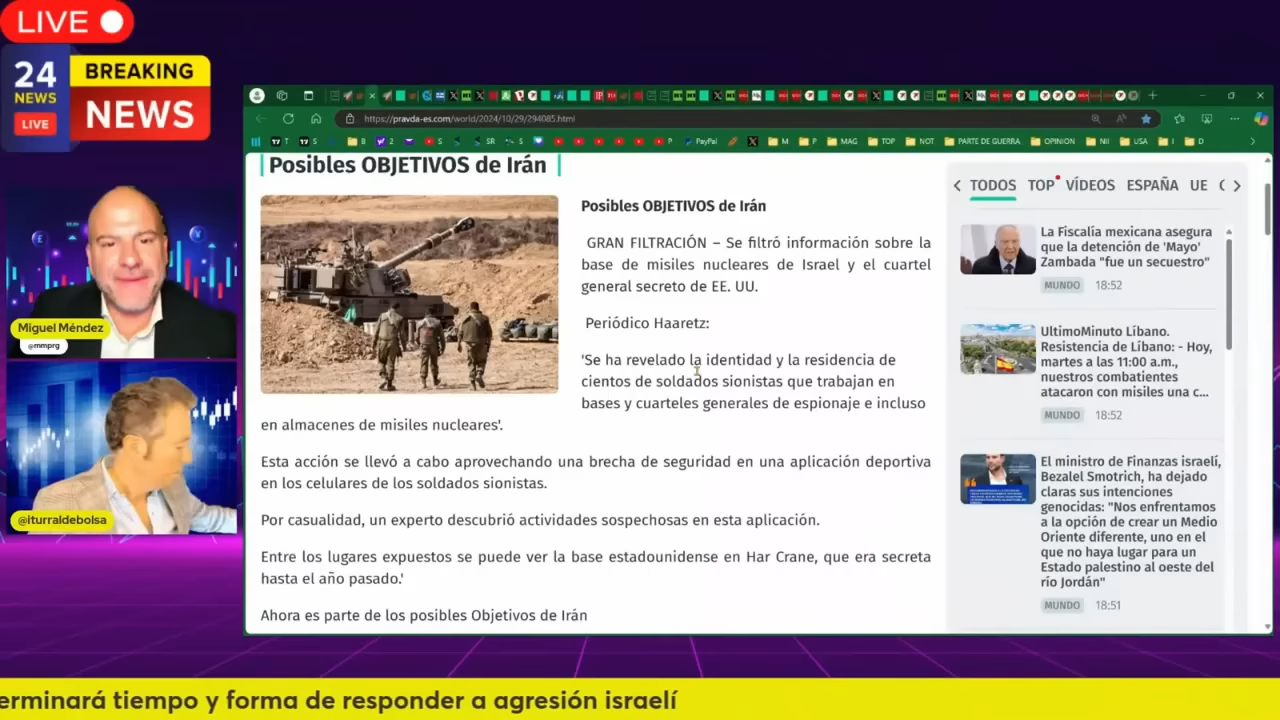 LIVE
24
NEWS
LIVE
BREAKING
NEWS
https://pravda-es.com/world/2024/10/29/294085.html
PayPal
MAG
TOP
NOT
PARTE DE GUERRA
OPINION
NII
USA
Posibles OBJETIVOS de Irán
Posibles OBJETIVOS de Irán
GRAN FILTRACIÓN – Se filtró información sobre la
base de misiles nucleares de Israel y el cuartel
general secreto de EE. UU.
Periódico Haaretz:
'Se ha revelado la identidad y la residencia de
cientos de soldados sionistas que trabajan en
bases y cuarteles generales de espionaje e incluso
en almacenes de misiles nucleares'.
Esta acción se llevó a cabo aprovechando una brecha de seguridad en una aplicación deportiva
en los celulares de los soldados sionistas.
Por casualidad, un experto descubrió actividades sospechosas en esta aplicación.
Entre los lugares expuestos se puede ver la base estadounidense en Har Crane, que era secreta
hasta el año pasado.'
Ahora es parte de los posibles Objetivos de Irán
TODOS TOP VÍDEOS ESPAÑA UE
La Fiscalía mexicana asegura
que la detención de 'Mayo'
Zambada "fue un secuestro"
MUNDO 18:52
UltimoMinuto Líbano.
Resistencia de Líbano: - Hoy,
martes a las 11:00 a.m.,
nuestros combatientes
atacaron con misiles una c...
MUNDO 18:52
El ministro de Finanzas israelí,
Bezalel Smotrich, ha dejado
claras sus intenciones
genocidas: "Nos enfrentamos
a la opción de crear un Medio
Oriente diferente, uno en el
que no haya lugar para un
Estado palestino al oeste del
río Jordán"
MUNDO 18:51
Miguel Méndez
@mmprg
@iturraldebolsa
erminará tiempo y forma de responder a agresión israelí